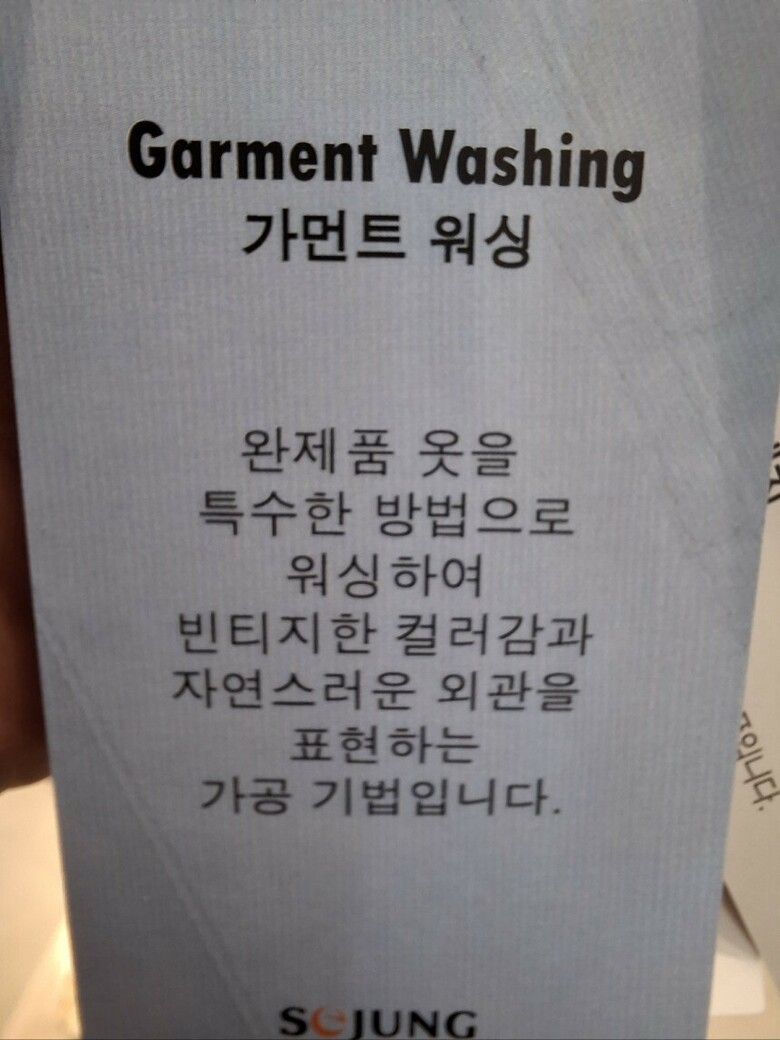 Garment Washing
가먼트 워싱
완제품 옷을
특수한 방법으로
워싱하여
빈티지한 컬러감과
자연스러운 외관을
표현하는
가공 기법입니다.
SeJUNG